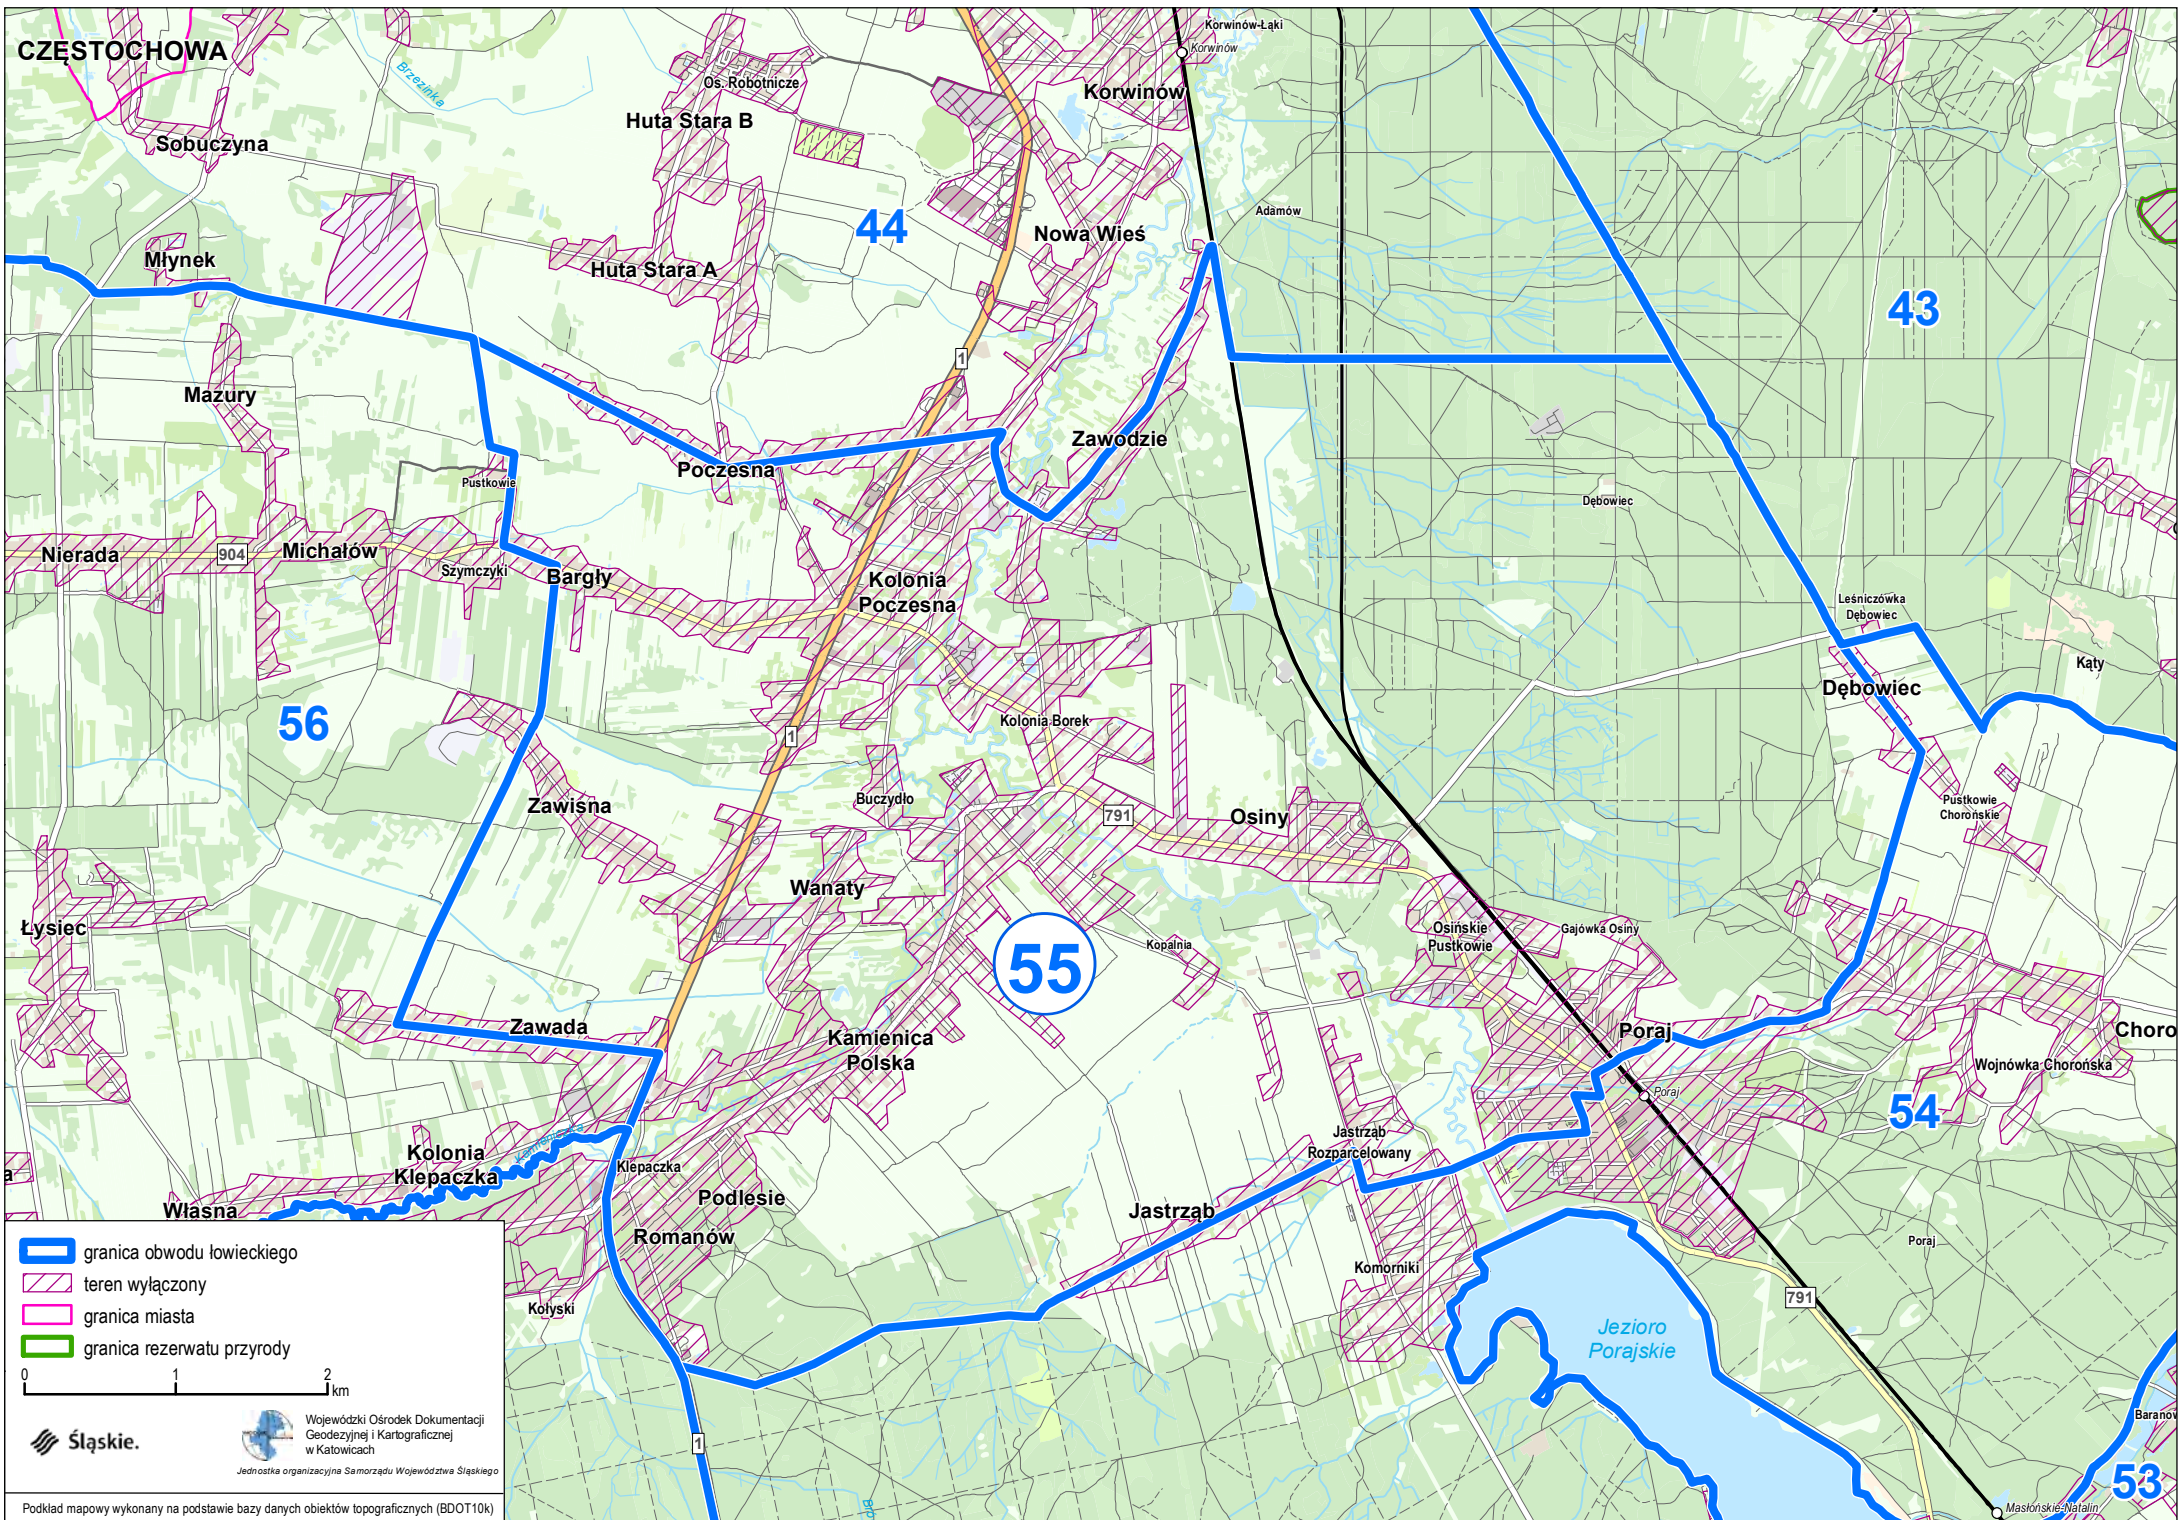 CZĘSTOCHOWA
Brzezinka
Korwinów-Łąki
Korwinów
Os. Robotnicze
Korwinów
Huta Stara B
Sobuczyna
Adamów
44
Nowa Wieś
Młynek
Huta Stara A
43
1
Mazury
Zawodzie
Poczesna
Pustkowie
Dębowiec
Nierada
904
Michałów
Szymczyki
Bargły
Kolonia
Poczesna
Leśniczówka
Dębowiec
Kąty
Dębowiec
56
Kolonia Borek
1
Zawisna
Buczydło
791
Osiny
Pustkowie
Chorońskie
Wanaty
Łysiec
55
Kopalnia
Osińskie
Pustkowie
Gajówka Osiny
Zawada
Kamienica
Polska
Poraj
Choro
Wojnówka Chorońska
Poraj
54
Kamieniczka
Kolonia
Klepaczka
Klepaczka
Jastrząb
Rozparcelowany
a
Własna
Podlesie
Jastrząb
Romanów
Poraj
Komorniki
Kołyski
791
Jezioro
Porajskie
1
Baranów
53
Masłońskie-Natalin
Brp
granica obwodu łowieckiego
teren wyłączony
granica miasta
granica rezerwatu przyrody
0 1 2
km
Śląskie.
Wojewódzki Ośrodek Dokumentacji
Geodezyjnej i Kartograficznej
w Katowicach
Jednostka organizacyjna Samorządu Województwa Śląskiego
Podkład mapowy wykonany na podstawie bazy danych obiektów topograficznych (BDOT10k)